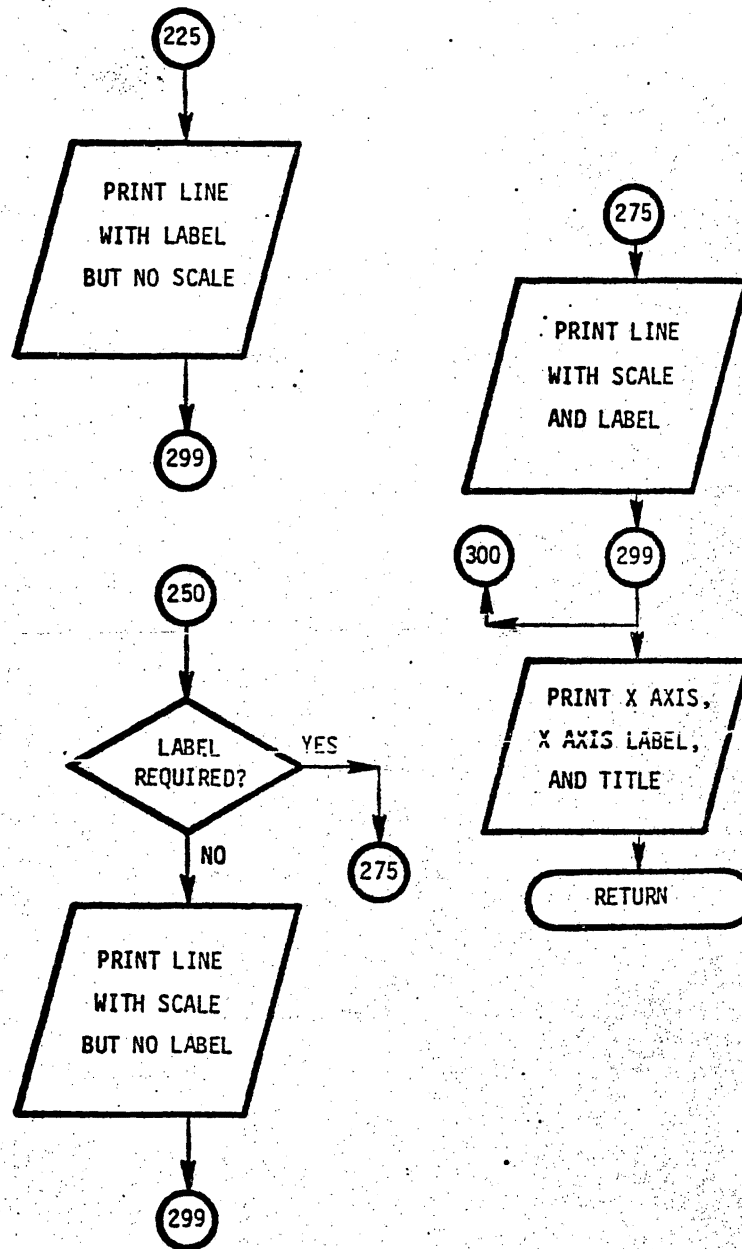 225
PRINT LINE
WITH LABEL
BUT NO SCALE
299
250
LABEL
REQUIRED?
YES
275
NO
PRINT LINE
WITH SCALE
BUT NO LABEL
299
275
PRINT LINE
WITH SCALE
AND LABEL
300
299
PRINT X AXIS,
X AXIS LABEL,
AND TITLE
RETURN